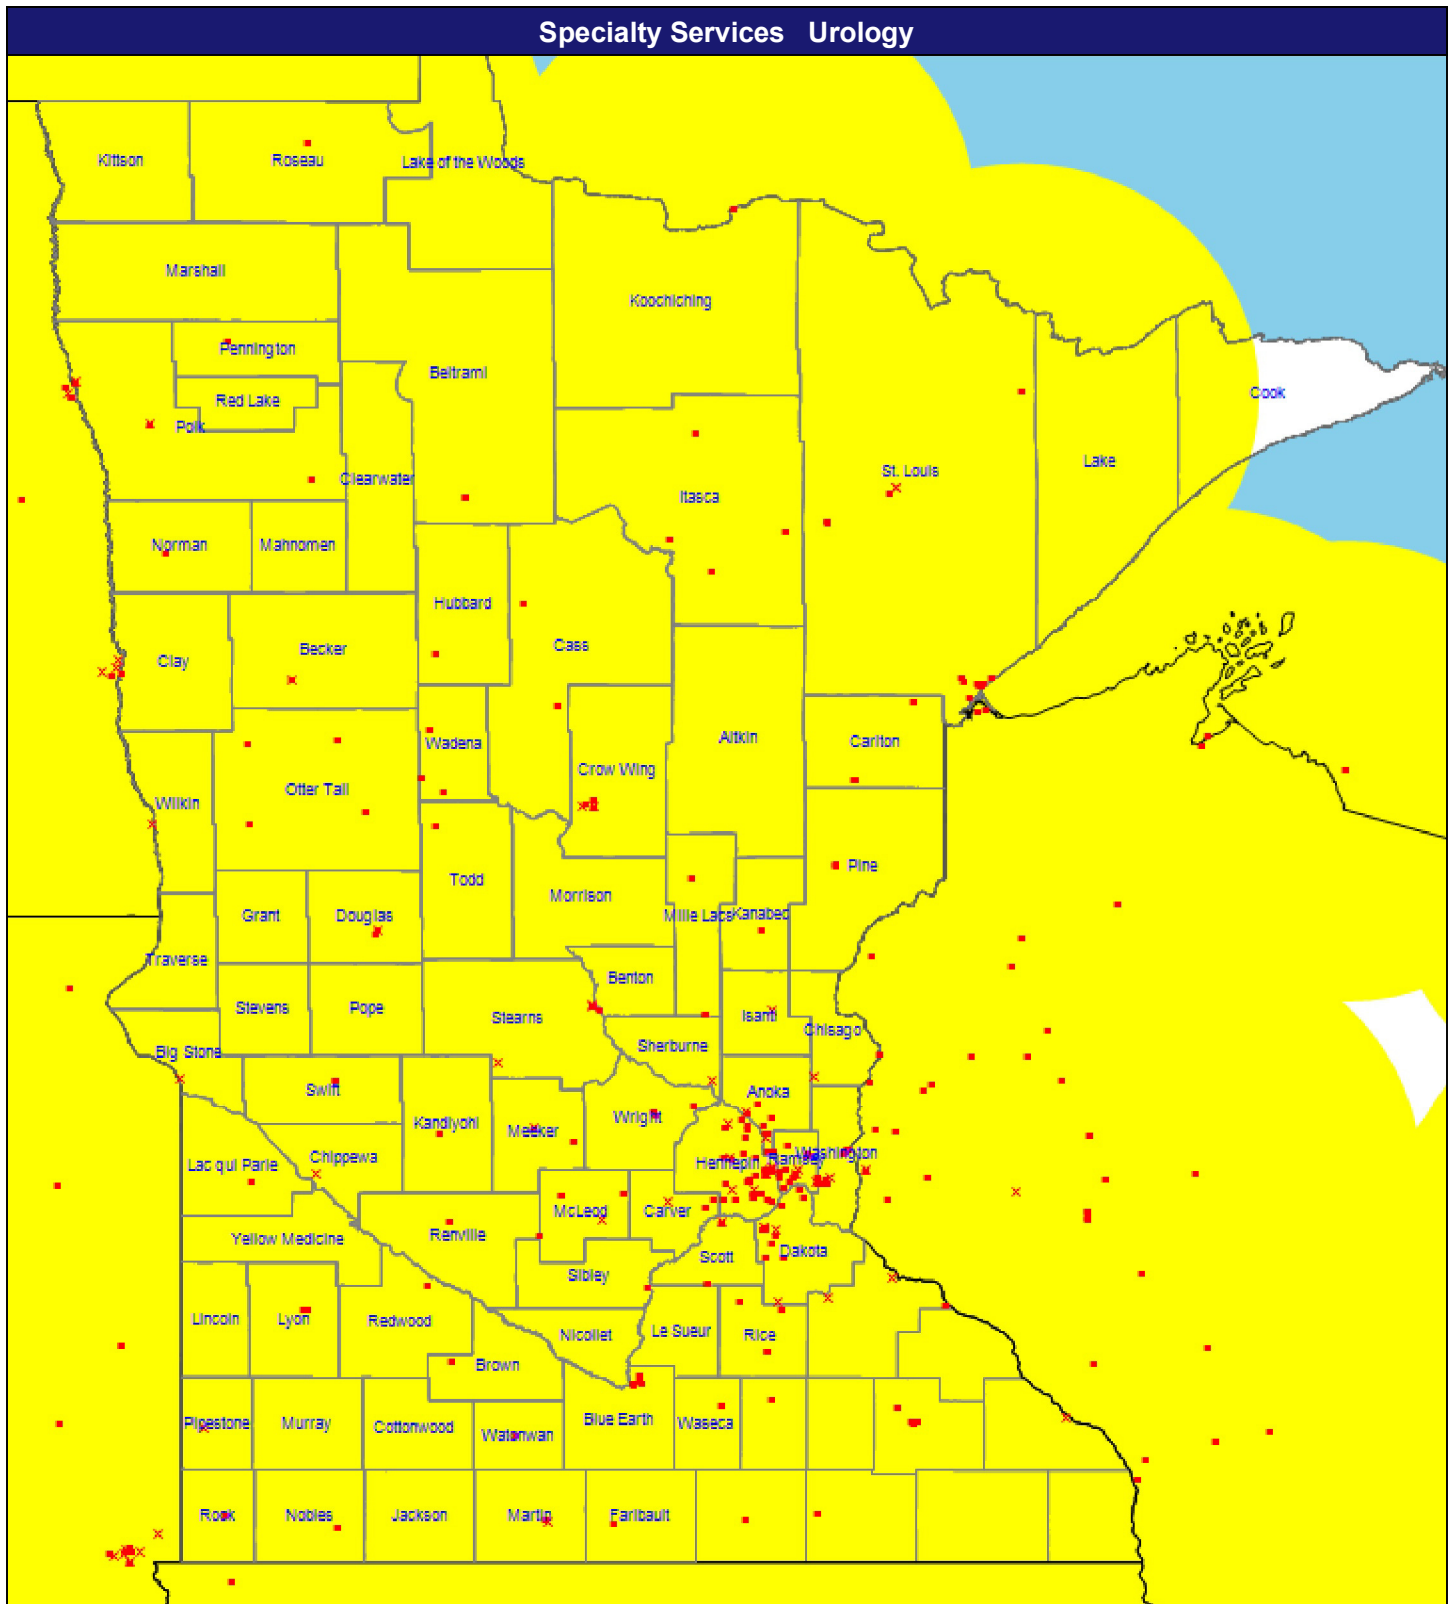 Specialty Services Urology
Kittson
Roseau
Lake of the Woods
Marshall
Koochiching
Pennington
Beltrami
Red Lake
Cook
Polk
Clearwater
St. Louis
Lake
Itasca
Norman
Mahnomen
Hubbard
Cass
Clay
Becker
Aitkin
Carlton
Wadena
Crow Wing
Otter Tail
Wilkin
Pine
Todd
Morrison
Grant
Douglas
Mille Lacs
Kanabec
Traverse
Benton
Stevens
Pope
Stearns
Isanti
Chisago
Big Stone
Sherburne
Swift
Anoka
Kandiyohi
Meeker
Wright
Lac qui Parle
Chippewa
Hennepin
Ramsey
Washington
McLeod
Carver
Yellow Medicine
Renville
Scott
Dakota
Sibley
Lincoln
Lyon
Redwood
Nicollet
Le Sueur
Rice
Brown
Pipestone
Murray
Cottonwood
Watonwan
Blue Earth
Waseca
Rock
Nobles
Jackson
Martin
Faribault